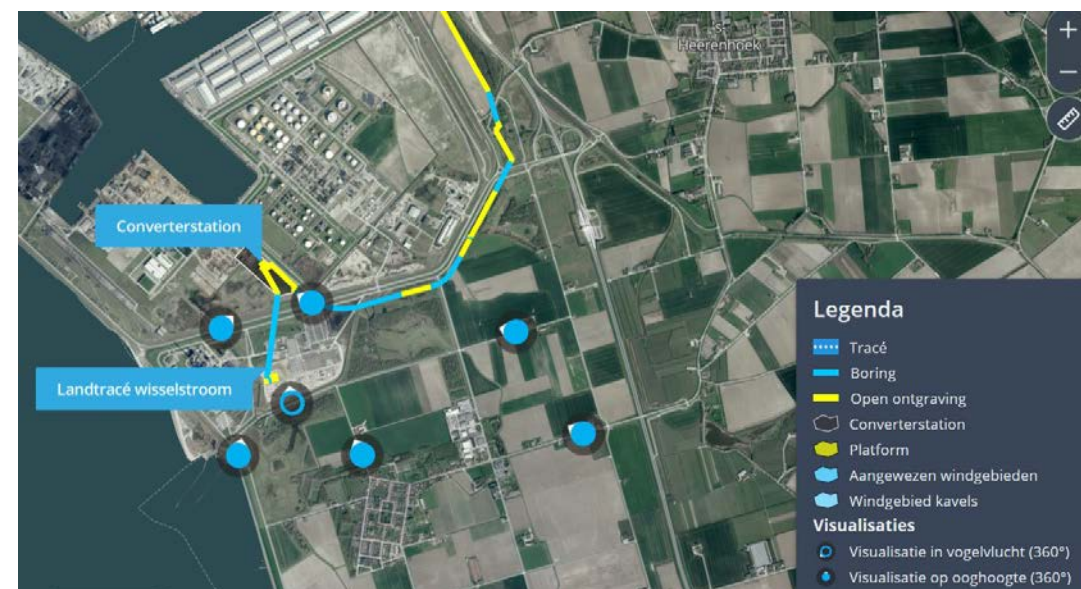 's-
Heerenhoek
Converterstation
Landtracé wisselstroom
Legenda
Tracé
Boring
Open ontgraving
Converterstation
Platform
Aangewezen windgebieden
Windgebied kavels
Visualisaties
Visualisatie in vogelvlucht (360°)
Visualisatie op ooghoogte (360°)